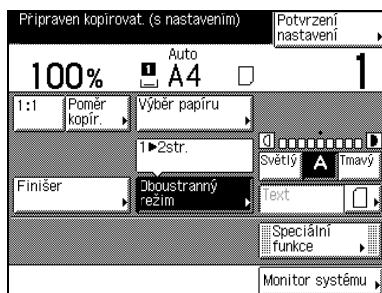 Připraven kopírovat. (s nastavením)
Potvrzení
nastavení
100%
Auto
1 A4
1
1:1
Poměr
kopír.
Výběr papíru
1▶2str.
Světlý
A
Tmavý
Finišer
Oboustranný
režim
Text
Speciální
funkce
Monitor systému